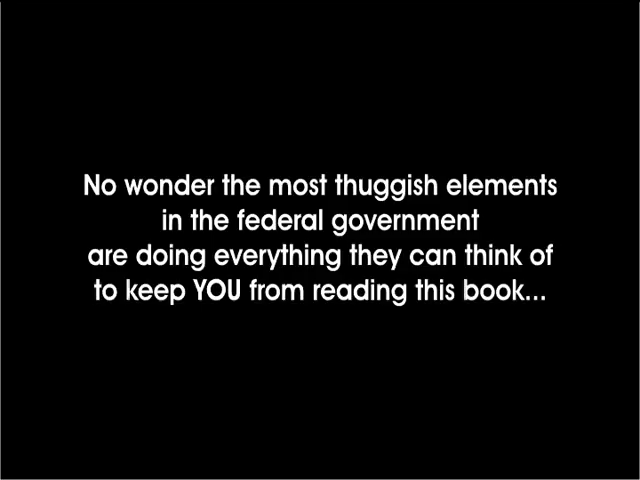 No wonder the most thuggish elements
in the federal government
are doing everything they can think of
to keep YOU from reading this book...